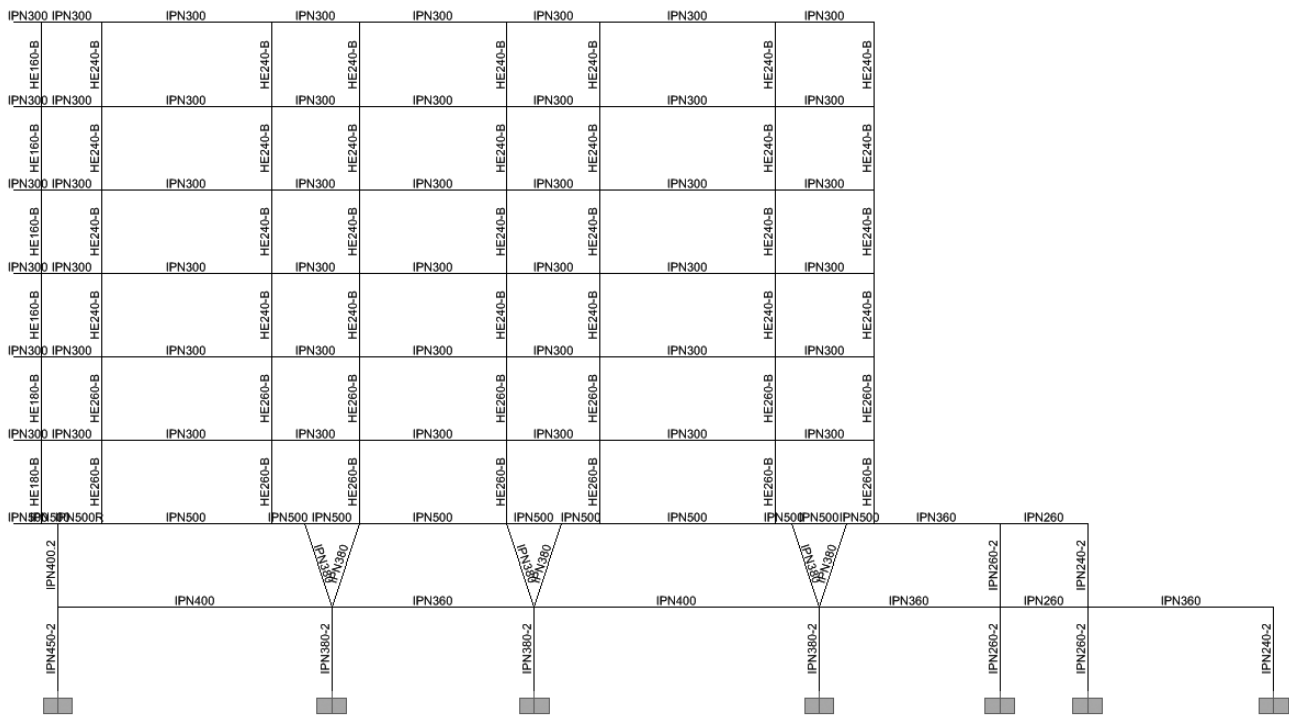 IPN300 IPN300 IPN300 IPN300 IPN300 IPN300 IPN300 IPN300
HE160-B HE240-B HE240-B HE240-B HE240-B HE240-B HE240-B HE240-B
IPN300 IPN300 IPN300 IPN300 IPN300 IPN300 IPN300 IPN300
HE160-B HE240-B HE240-B HE240-B HE240-B HE240-B HE240-B HE240-B
IPN300 IPN300 IPN300 IPN300 IPN300 IPN300 IPN300 IPN300
HE160-B HE240-B HE240-B HE240-B HE240-B HE240-B HE240-B HE240-B
IPN300 IPN300 IPN300 IPN300 IPN300 IPN300 IPN300 IPN300
HE160-B HE240-B HE240-B HE240-B HE240-B HE240-B HE240-B HE240-B
IPN300 IPN300 IPN300 IPN300 IPN300 IPN300 IPN300 IPN300
HE180-B HE260-B HE260-B HE260-B HE260-B HE260-B HE260-B HE260-B
IPN300 IPN300 IPN300 IPN300 IPN300 IPN300 IPN300 IPN300
HE180-B HE260-B HE260-B HE260-B HE260-B HE260-B HE260-B HE260-B
IPN500R IPN500 IPN500 IPN500 IPN500 IPN500 IPN500 IPN500 IPN500 IPN500 IPN500 IPN360 IPN260
IPN400.2 IPN380 IPN380 IPN380 IPN380 IPN380 IPN380 IPN260-2 IPN240-2
IPN400 IPN360 IPN400 IPN360 IPN260 IPN360
IPN450-2 IPN380-2 IPN380-2 IPN380-2 IPN260-2 IPN260-2 IPN240-2